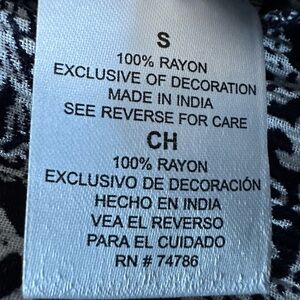 S
100% RAYON
EXCLUSIVE OF DECORATION
MADE IN INDIA
SEE REVERSE FOR CARE
CH
100% RAYON
EXCLUSIVO DE DECORACIÓN
HECHO EN INDIA
VEA EL REVERSO
PARA EL CUIDADO
RN # 74786